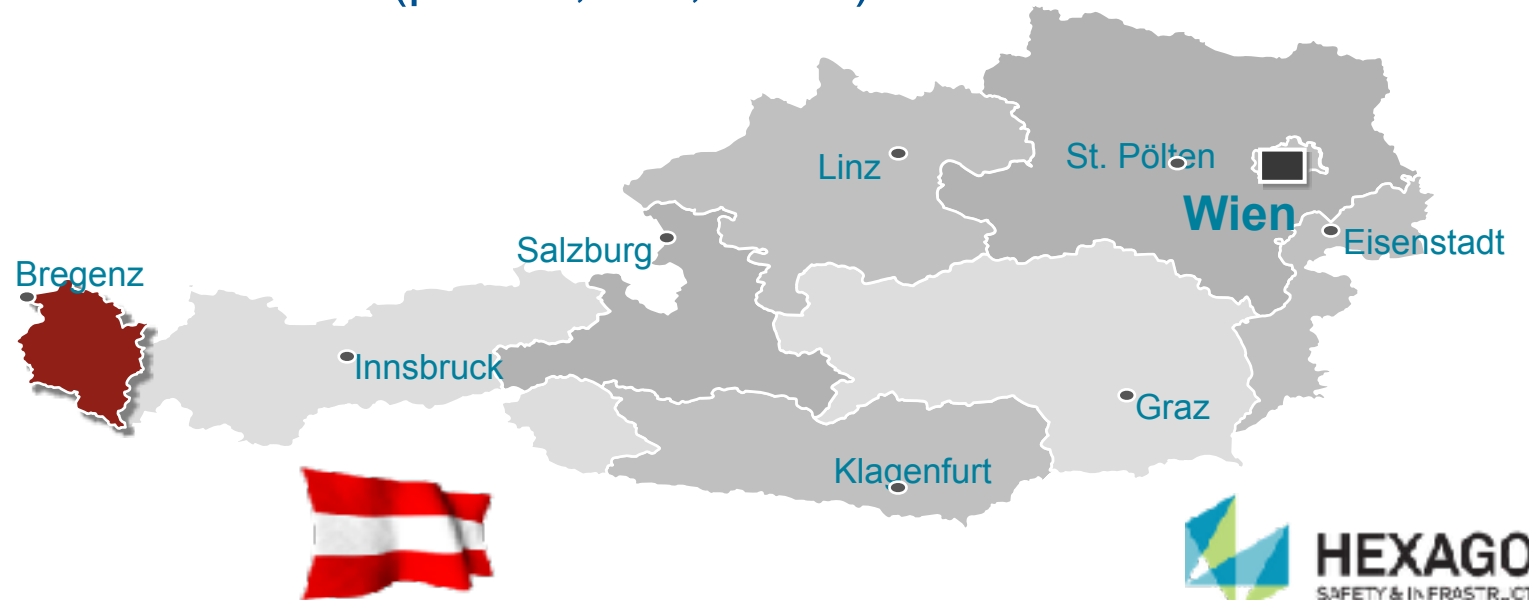 Linz
St. Pölten
Wien
Salzburg
Eisenstadt
Bregenz
Innsbruck
Graz
Klagenfurt
HEXAGO